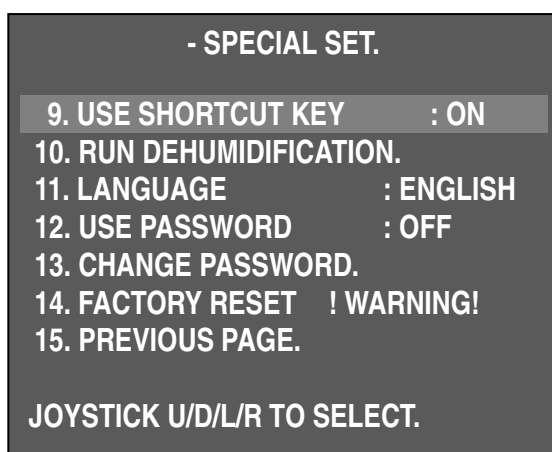 - SPECIAL SET.
9. USE SHORTCUT KEY : ON
10. RUN DEHUMIDIFICATION.
11. LANGUAGE : ENGLISH
12. USE PASSWORD : OFF
13. CHANGE PASSWORD.
14. FACTORY RESET ! WARNING!
15. PREVIOUS PAGE.
JOYSTICK U/D/L/R TO SELECT.